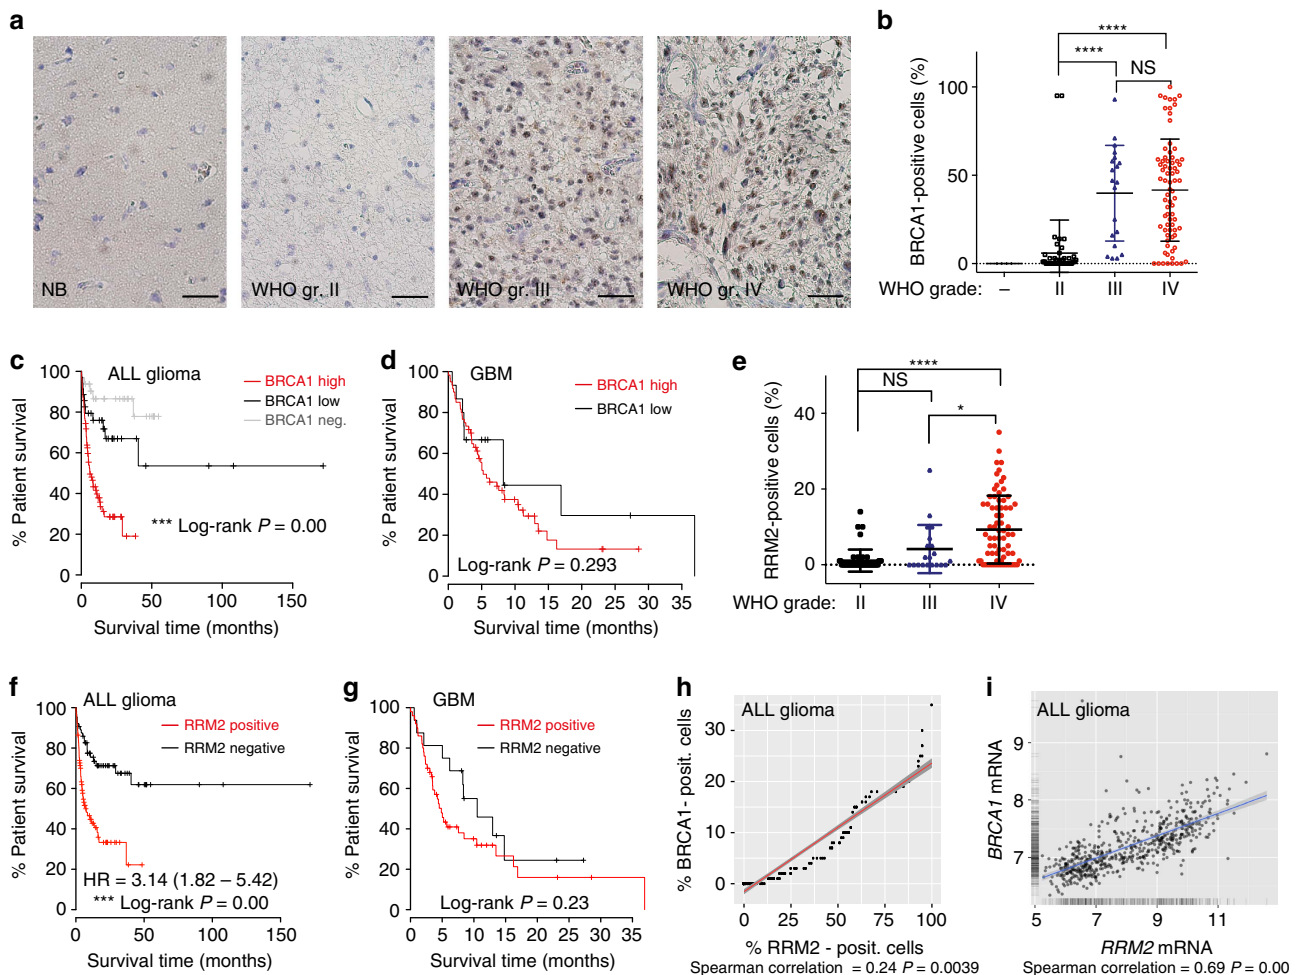 a
NB
WHO gr. II
WHO gr. III
WHO gr. IV
b
BRCA1-positive cells (%)
100
50
0
****
****
NS
WHO grade: – II III IV
c
ALL glioma
BRCA1 high
BRCA1 low
BRCA1 neg.
% Patient survival
100
80
60
40
20
0
*** Log-rank P = 0.00
0 50 100 150
Survival time (months)
d
GBM
BRCA1 high
BRCA1 low
% Patient survival
100
80
60
40
20
0
Log-rank P = 0.293
0 5 10 15 20 25 30 35
Survival time (months)
e
RRM2-positive cells (%)
40
20
0
****
NS
*
WHO grade: II III IV
f
ALL glioma
RRM2 positive
RRM2 negative
% Patient survival
100
80
60
40
20
0
HR = 3.14 (1.82 – 5.42)
*** Log-rank P = 0.00
0 50 100 150
Survival time (months)
g
GBM
RRM2 positive
RRM2 negative
% Patient survival
100
80
60
40
20
0
Log-rank P = 0.23
0 5 10 15 20 25 30 35
Survival time (months)
h
ALL glioma
% BRCA1- posit. cells
30
20
10
0
0 25 50 75 100
% RRM2 - posit. cells
Spearman correlation = 0.24 P = 0.0039
i
ALL glioma
BRCA1 mRNA
9
8
7
5 7 9 11
RRM2 mRNA
Spearman correlation = 0.69 P = 0.00